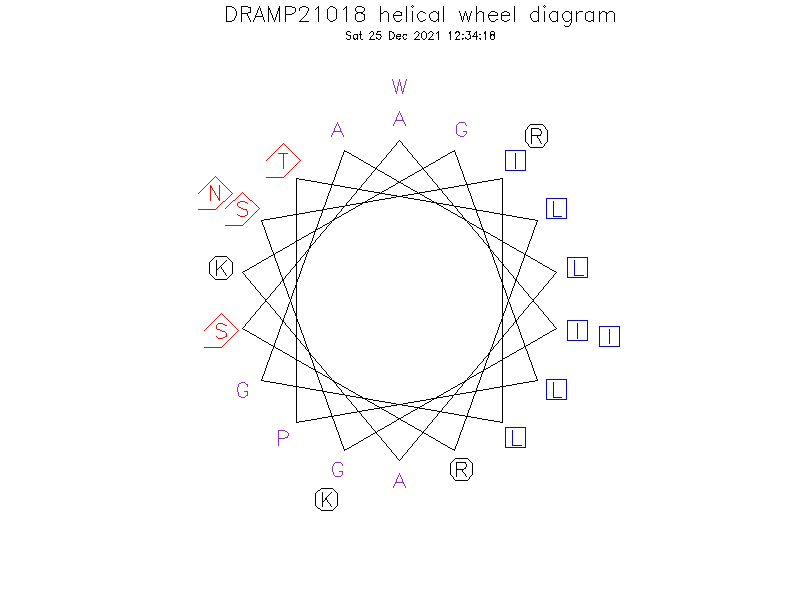 DRAMP21018 helical wheel diagram
Sat 25 Dec 2021 12:34:18
W
A A G R
T I
N S L
K L
S I I
G L
P L
G A R
K